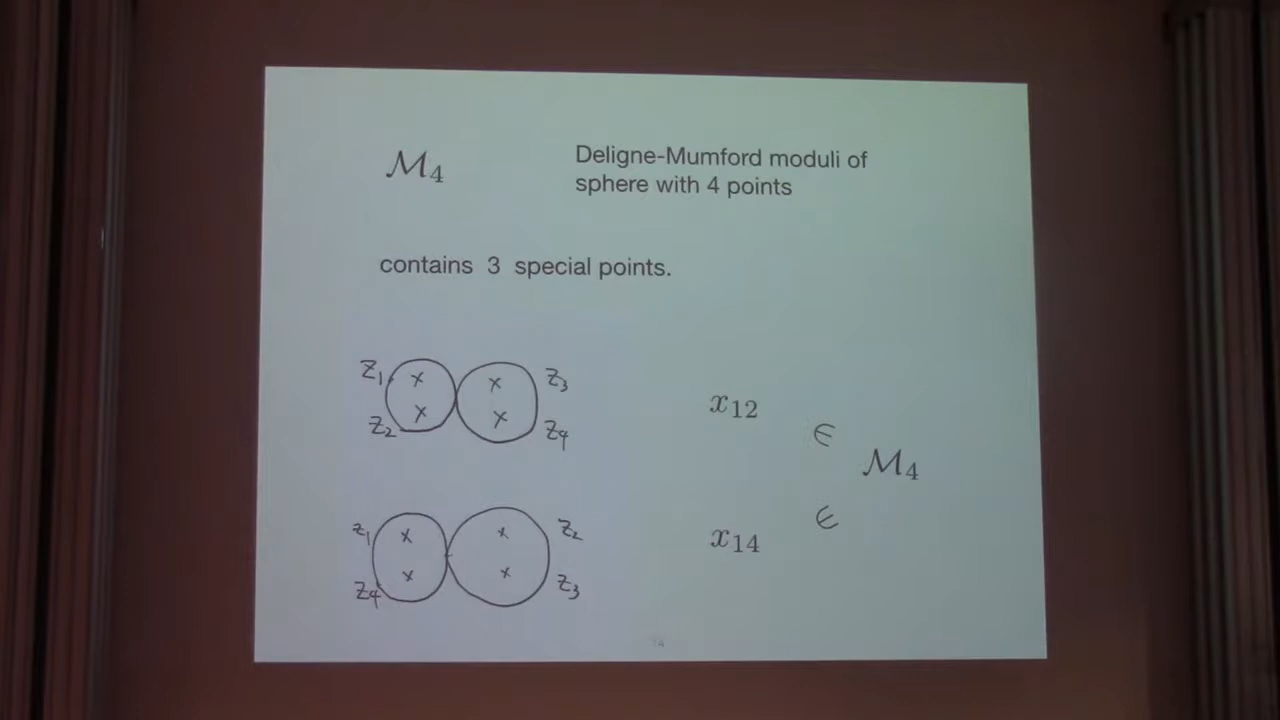 𝓜₄ Deligne-Mumford moduli of
sphere with 4 points
contains 3 special points.
z₁ × × z₃
z₂ × × z₄
x₁₂
∈
𝓜₄
∈
z₁ × × z₂
z₄ × × z₃
x₁₄
14